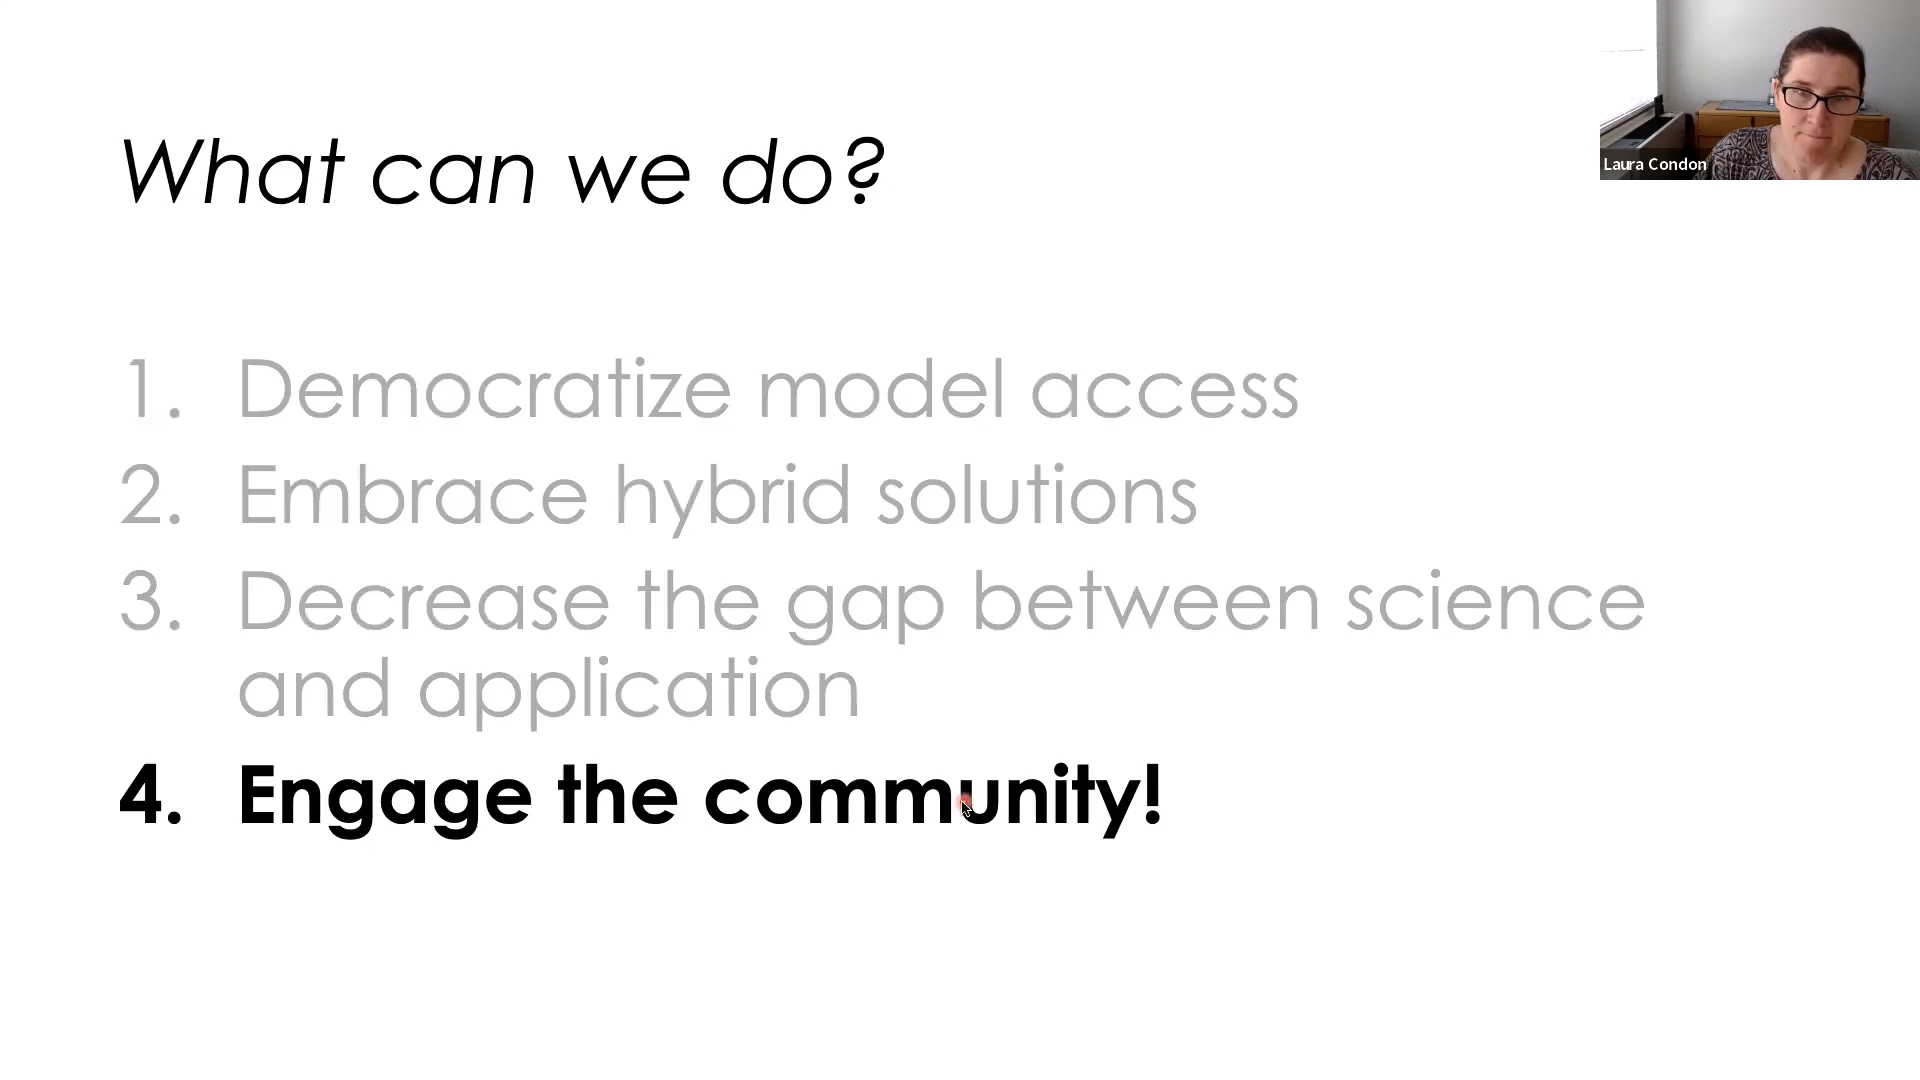 Laura Condon
What can we do?
1. Democratize model access
2. Embrace hybrid solutions
3. Decrease the gap between science
and application
4. Engage the community!